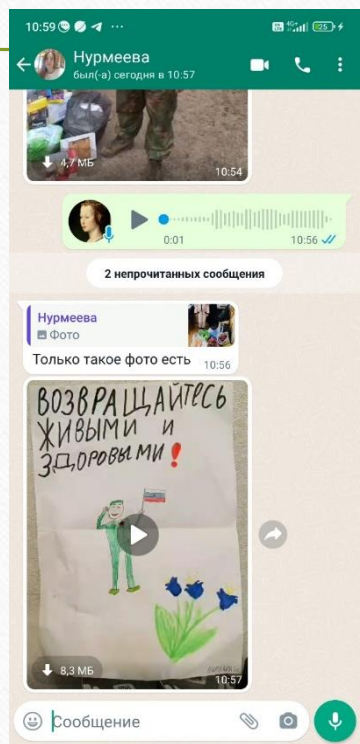 10:59
25
Нурмеева
был(-а) сегодня в 10:57
4,7 МБ
10:54
0:01
10:56
2 непрочитанных сообщения
Нурмеева
Фото
Только такое фото есть
10:56
ВОЗВРАЩАЙТЕСЬ
ЖИВЫМИ И
ЗДОРОВЫМИ!
8,3 МБ
10:57
Сообщение